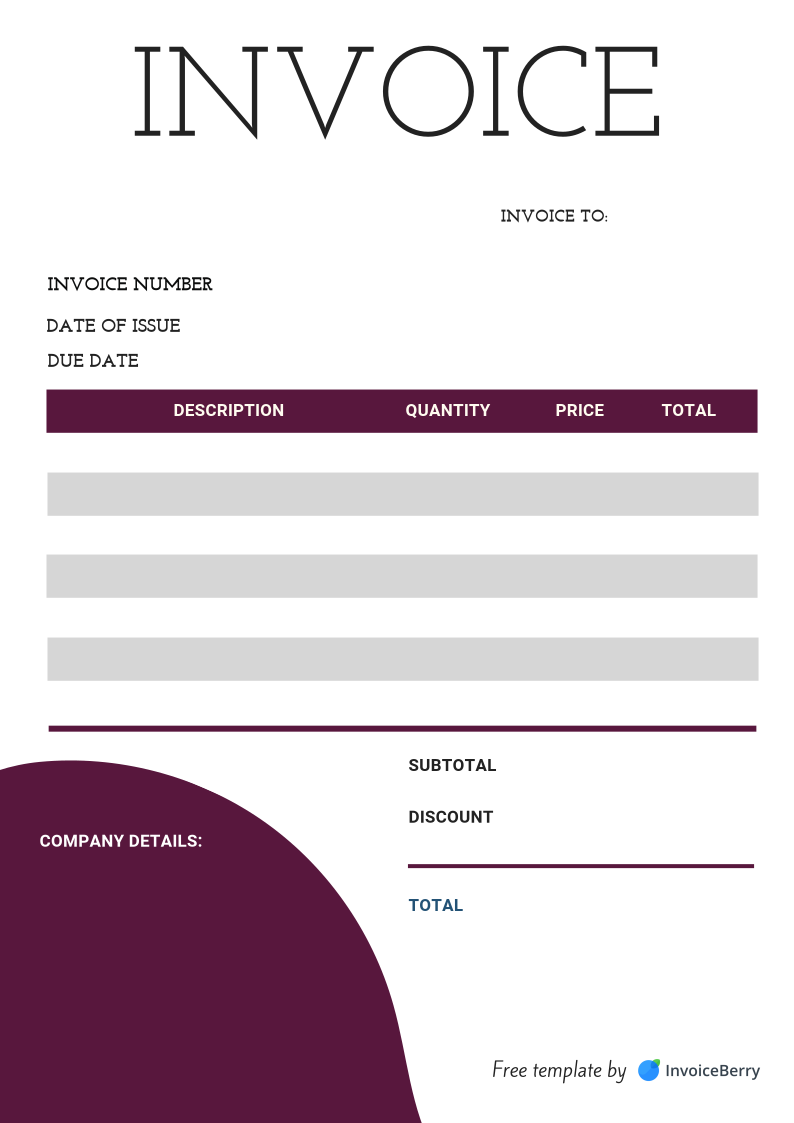 INVOICE
INVOICE TO:
INVOICE NUMBER
DATE OF ISSUE
DUE DATE
DESCRIPTION QUANTITY PRICE TOTAL
SUBTOTAL
DISCOUNT
COMPANY DETAILS:
TOTAL
Free template by InvoiceBerry